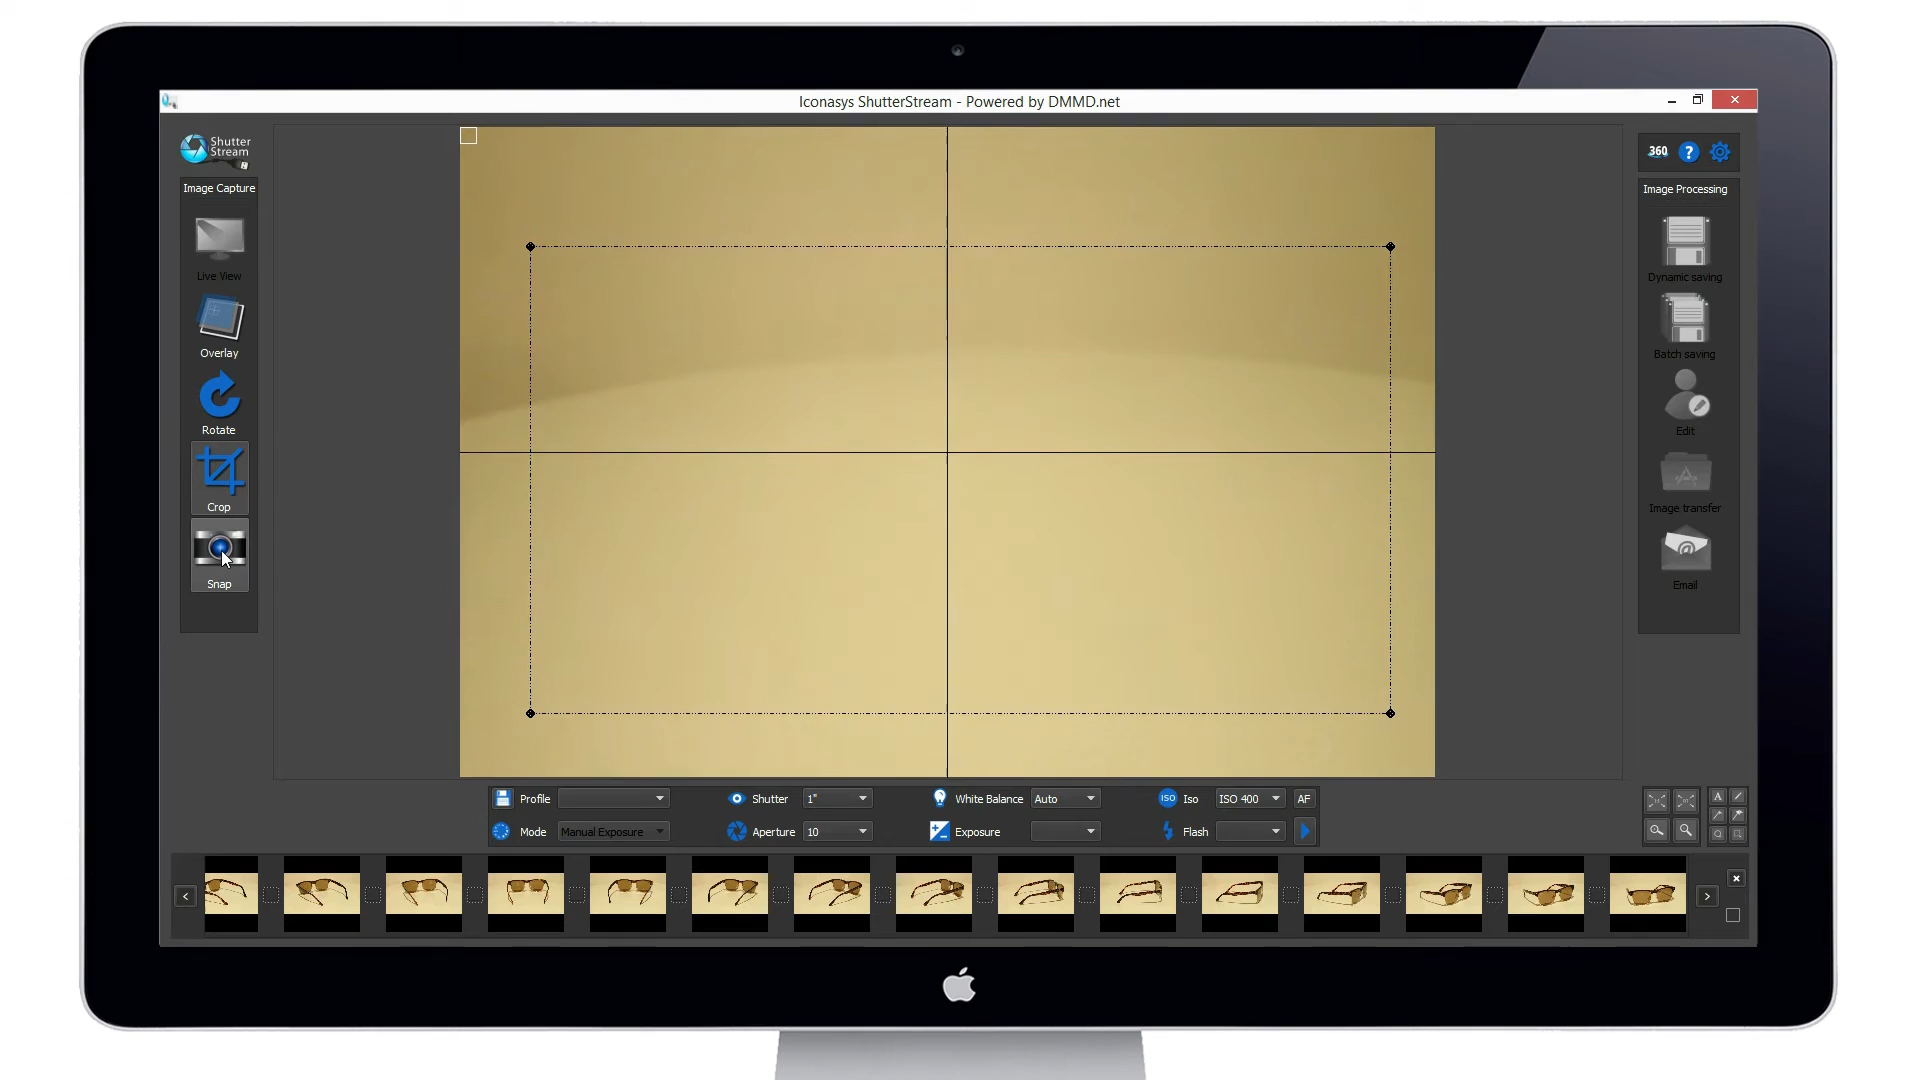 Iconasys ShutterStream - Powered by DMMD.net
Shutter
Stream
Image Capture
Live View
Overlay
Rotate
Crop
Snap
360
?
Image Processing
Dynamic saving
Batch saving
Edit
Image transfer
Email
Profile
Shutter 1"
White Balance Auto
ISO Iso ISO 400 AF
Mode Manual Exposure
Aperture 10
Exposure
Flash
A